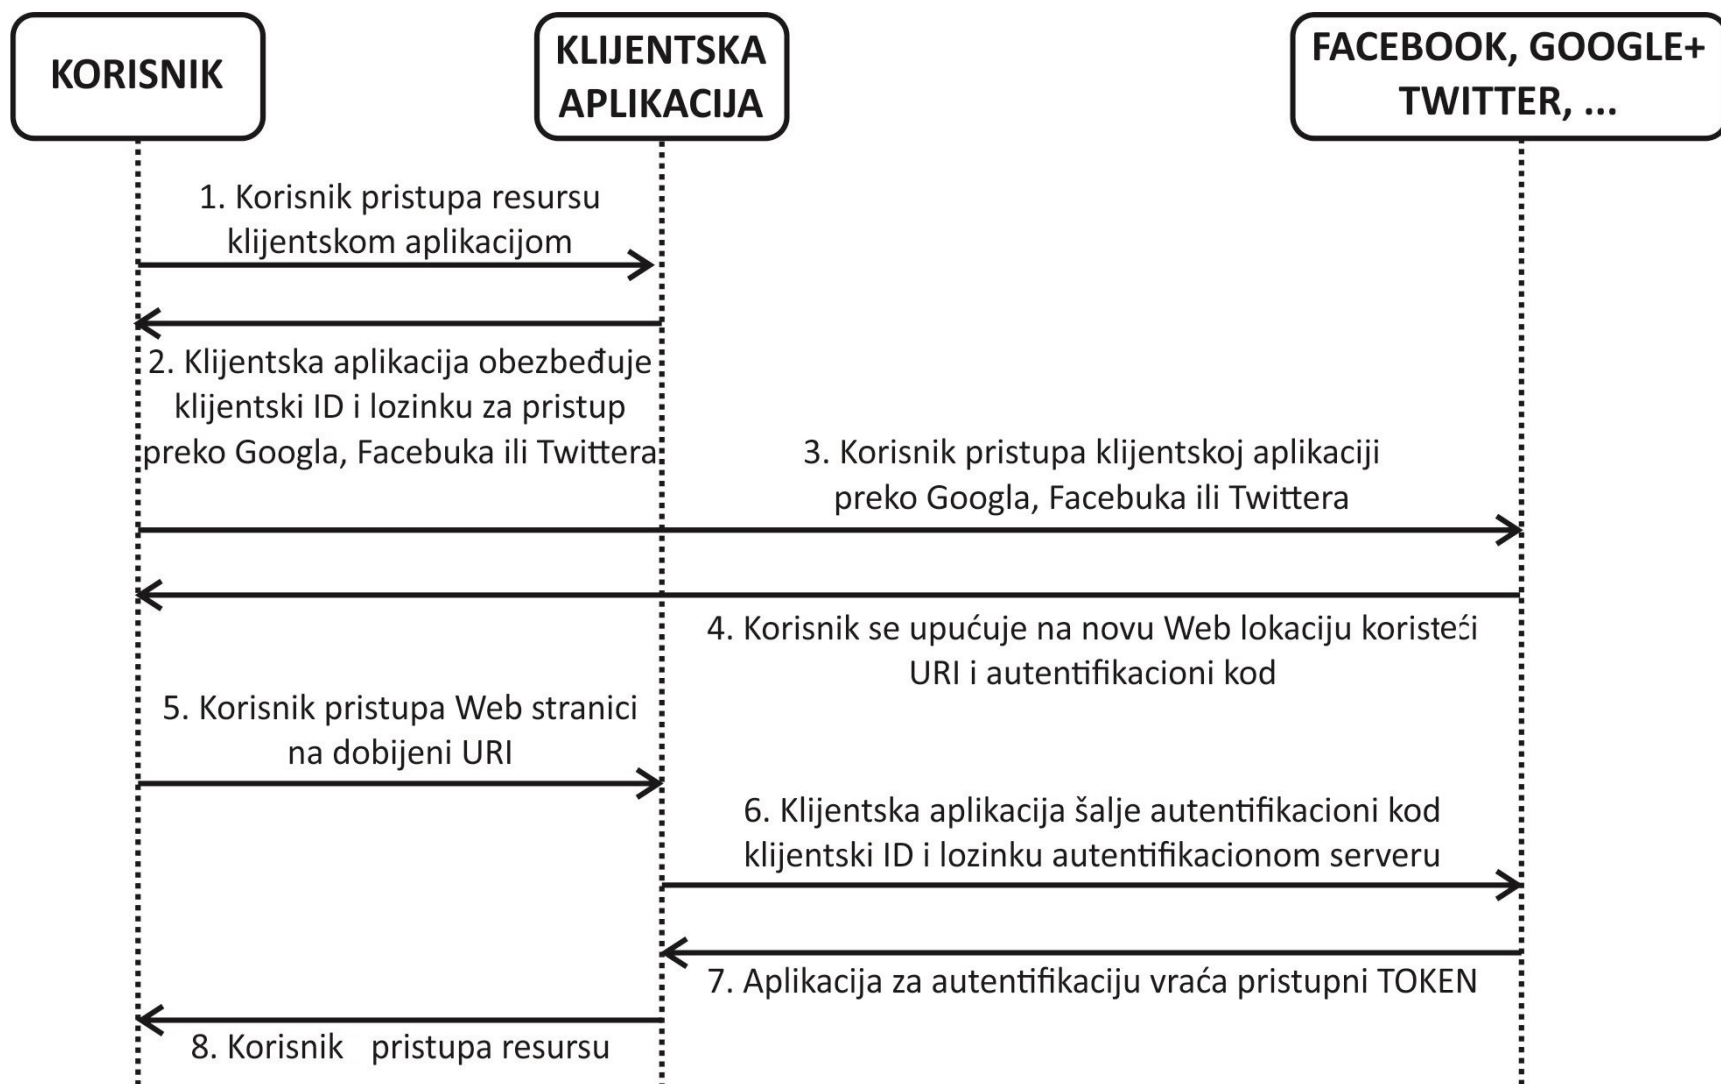 KORISNIK
KLIJENTSKA
APLIKACIJA
FACEBOOK, GOOGLE+
TWITTER, ...
1. Korisnik pristupa resursu
klijentskom aplikacijom
2. Klijentska aplikacija obezbeđuje
klijentski ID i lozinku za pristup
preko Googla, Facebuka ili Twittera
3. Korisnik pristupa klijentskoj aplikaciji
preko Googla, Facebuka ili Twittera
4. Korisnik se upućuje na novu Web lokaciju koristeći
URI i autentifikacioni kod
5. Korisnik pristupa Web stranici
na dobijeni URI
6. Klijentska aplikacija šalje autentifikacioni kod
klijentski ID i lozinku autentifikacionom serveru
7. Aplikacija za autentifikaciju vraća pristupni TOKEN
8. Korisnik pristupa resursu